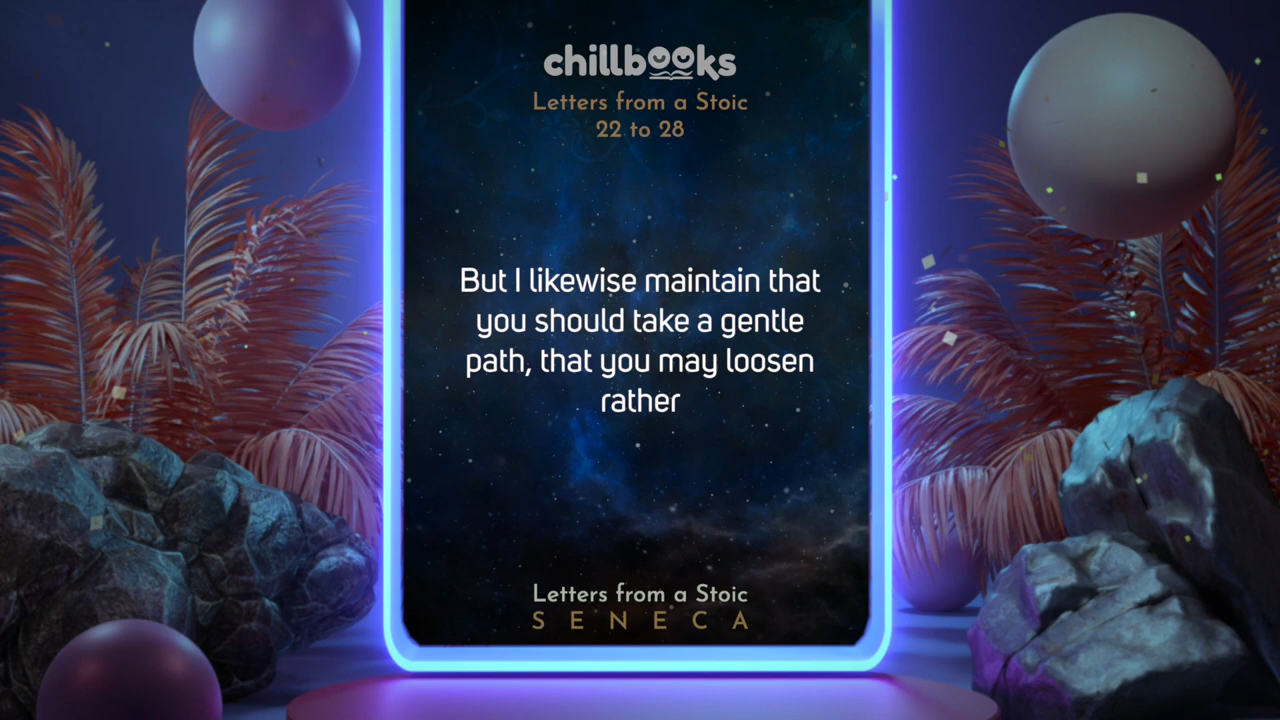 chillbooks
Letters from a Stoic
22 to 28
But I likewise maintain that
you should take a gentle
path, that you may loosen
rather
Letters from a Stoic
SENECA